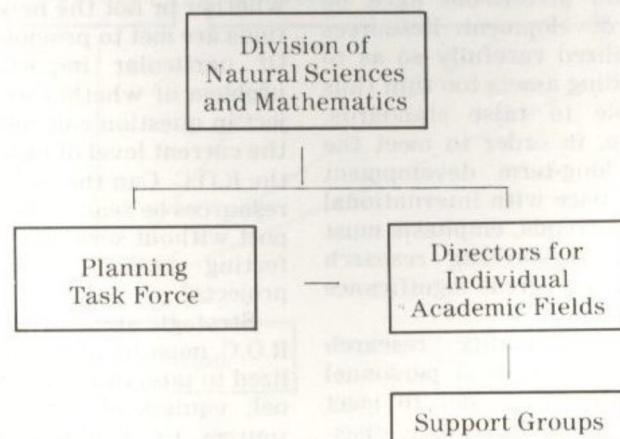 Division of
Natural Sciences
and Mathematics
Planning
Task Force
Directors for
Individual
Academic Fields
Support Groups